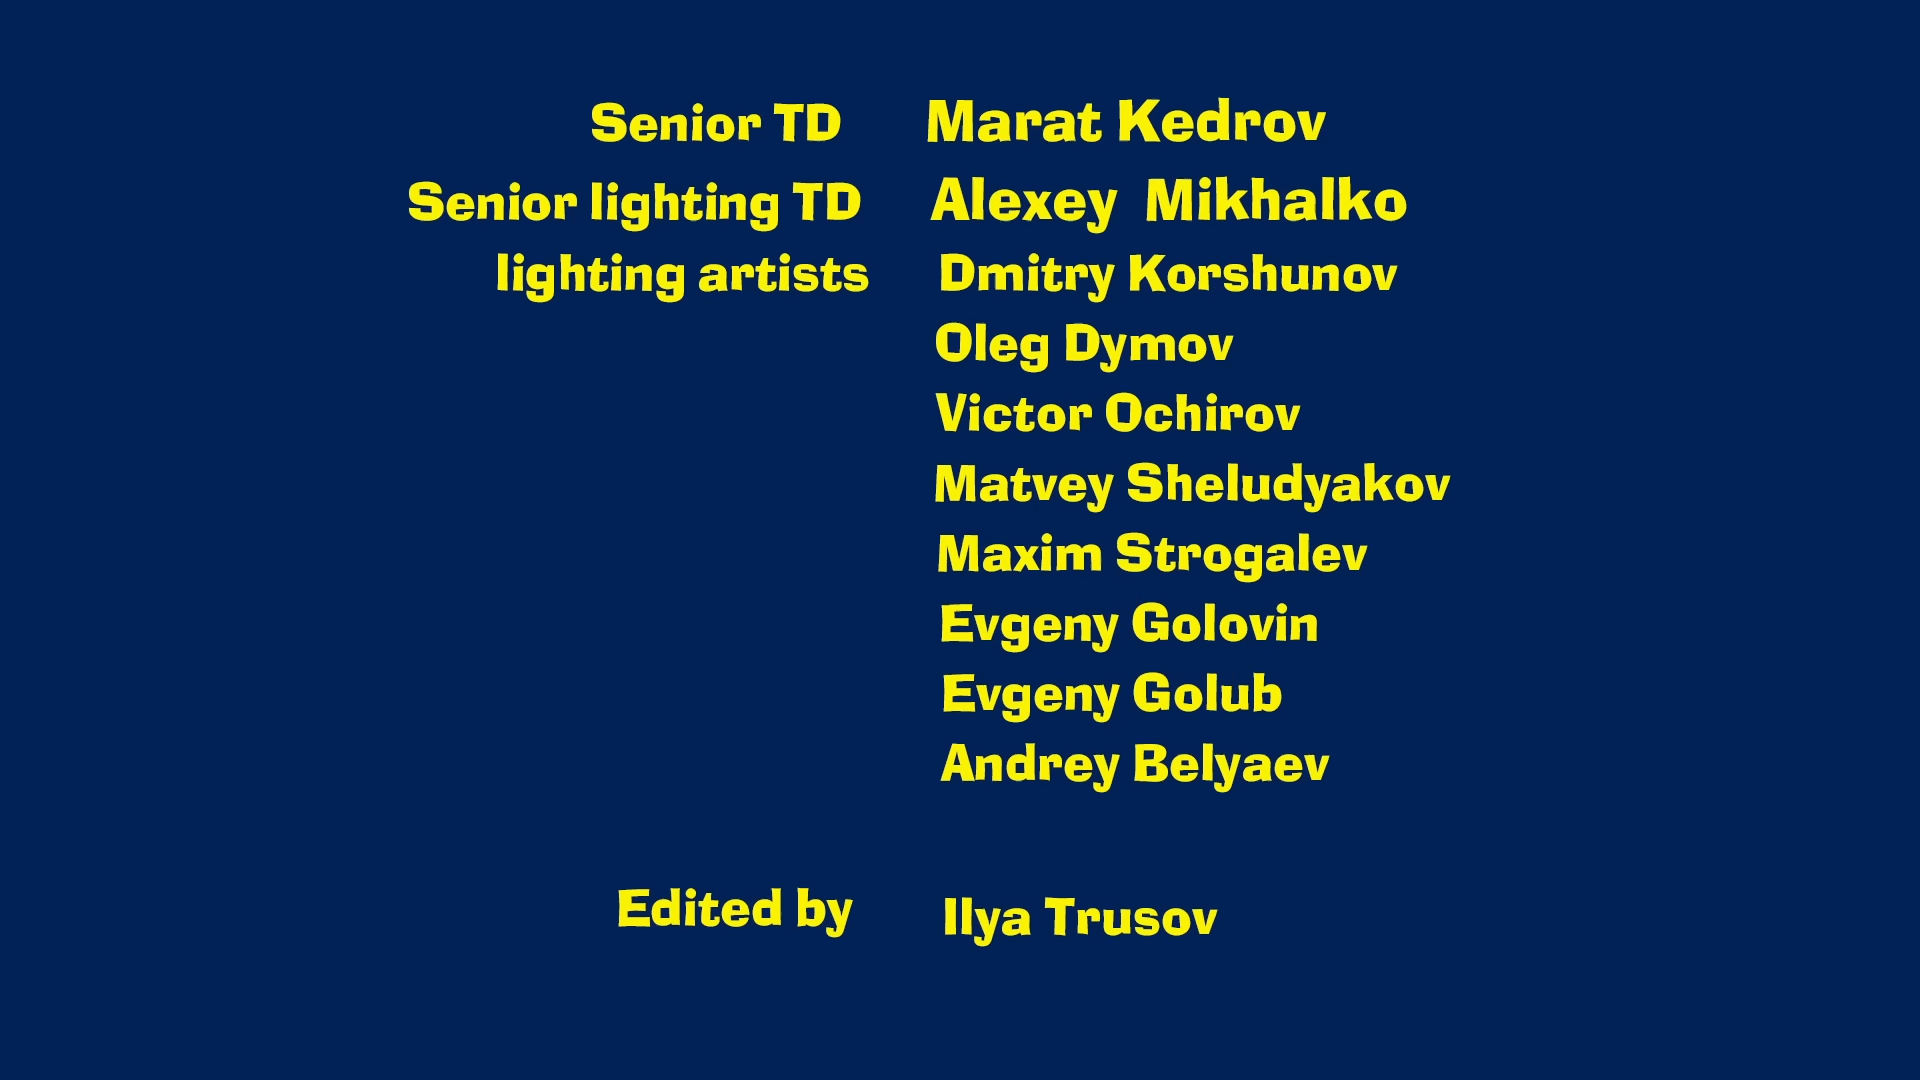 Senior TD Marat Kedrov
Senior lighting TD Alexey Mikhalko
lighting artists Dmitry Korshunov
Oleg Dymov
Victor Ochirov
Matvey Sheludyakov
Maxim Strogalev
Evgeny Golovin
Evgeny Golub
Andrey Belyaev
Edited by Ilya Trusov